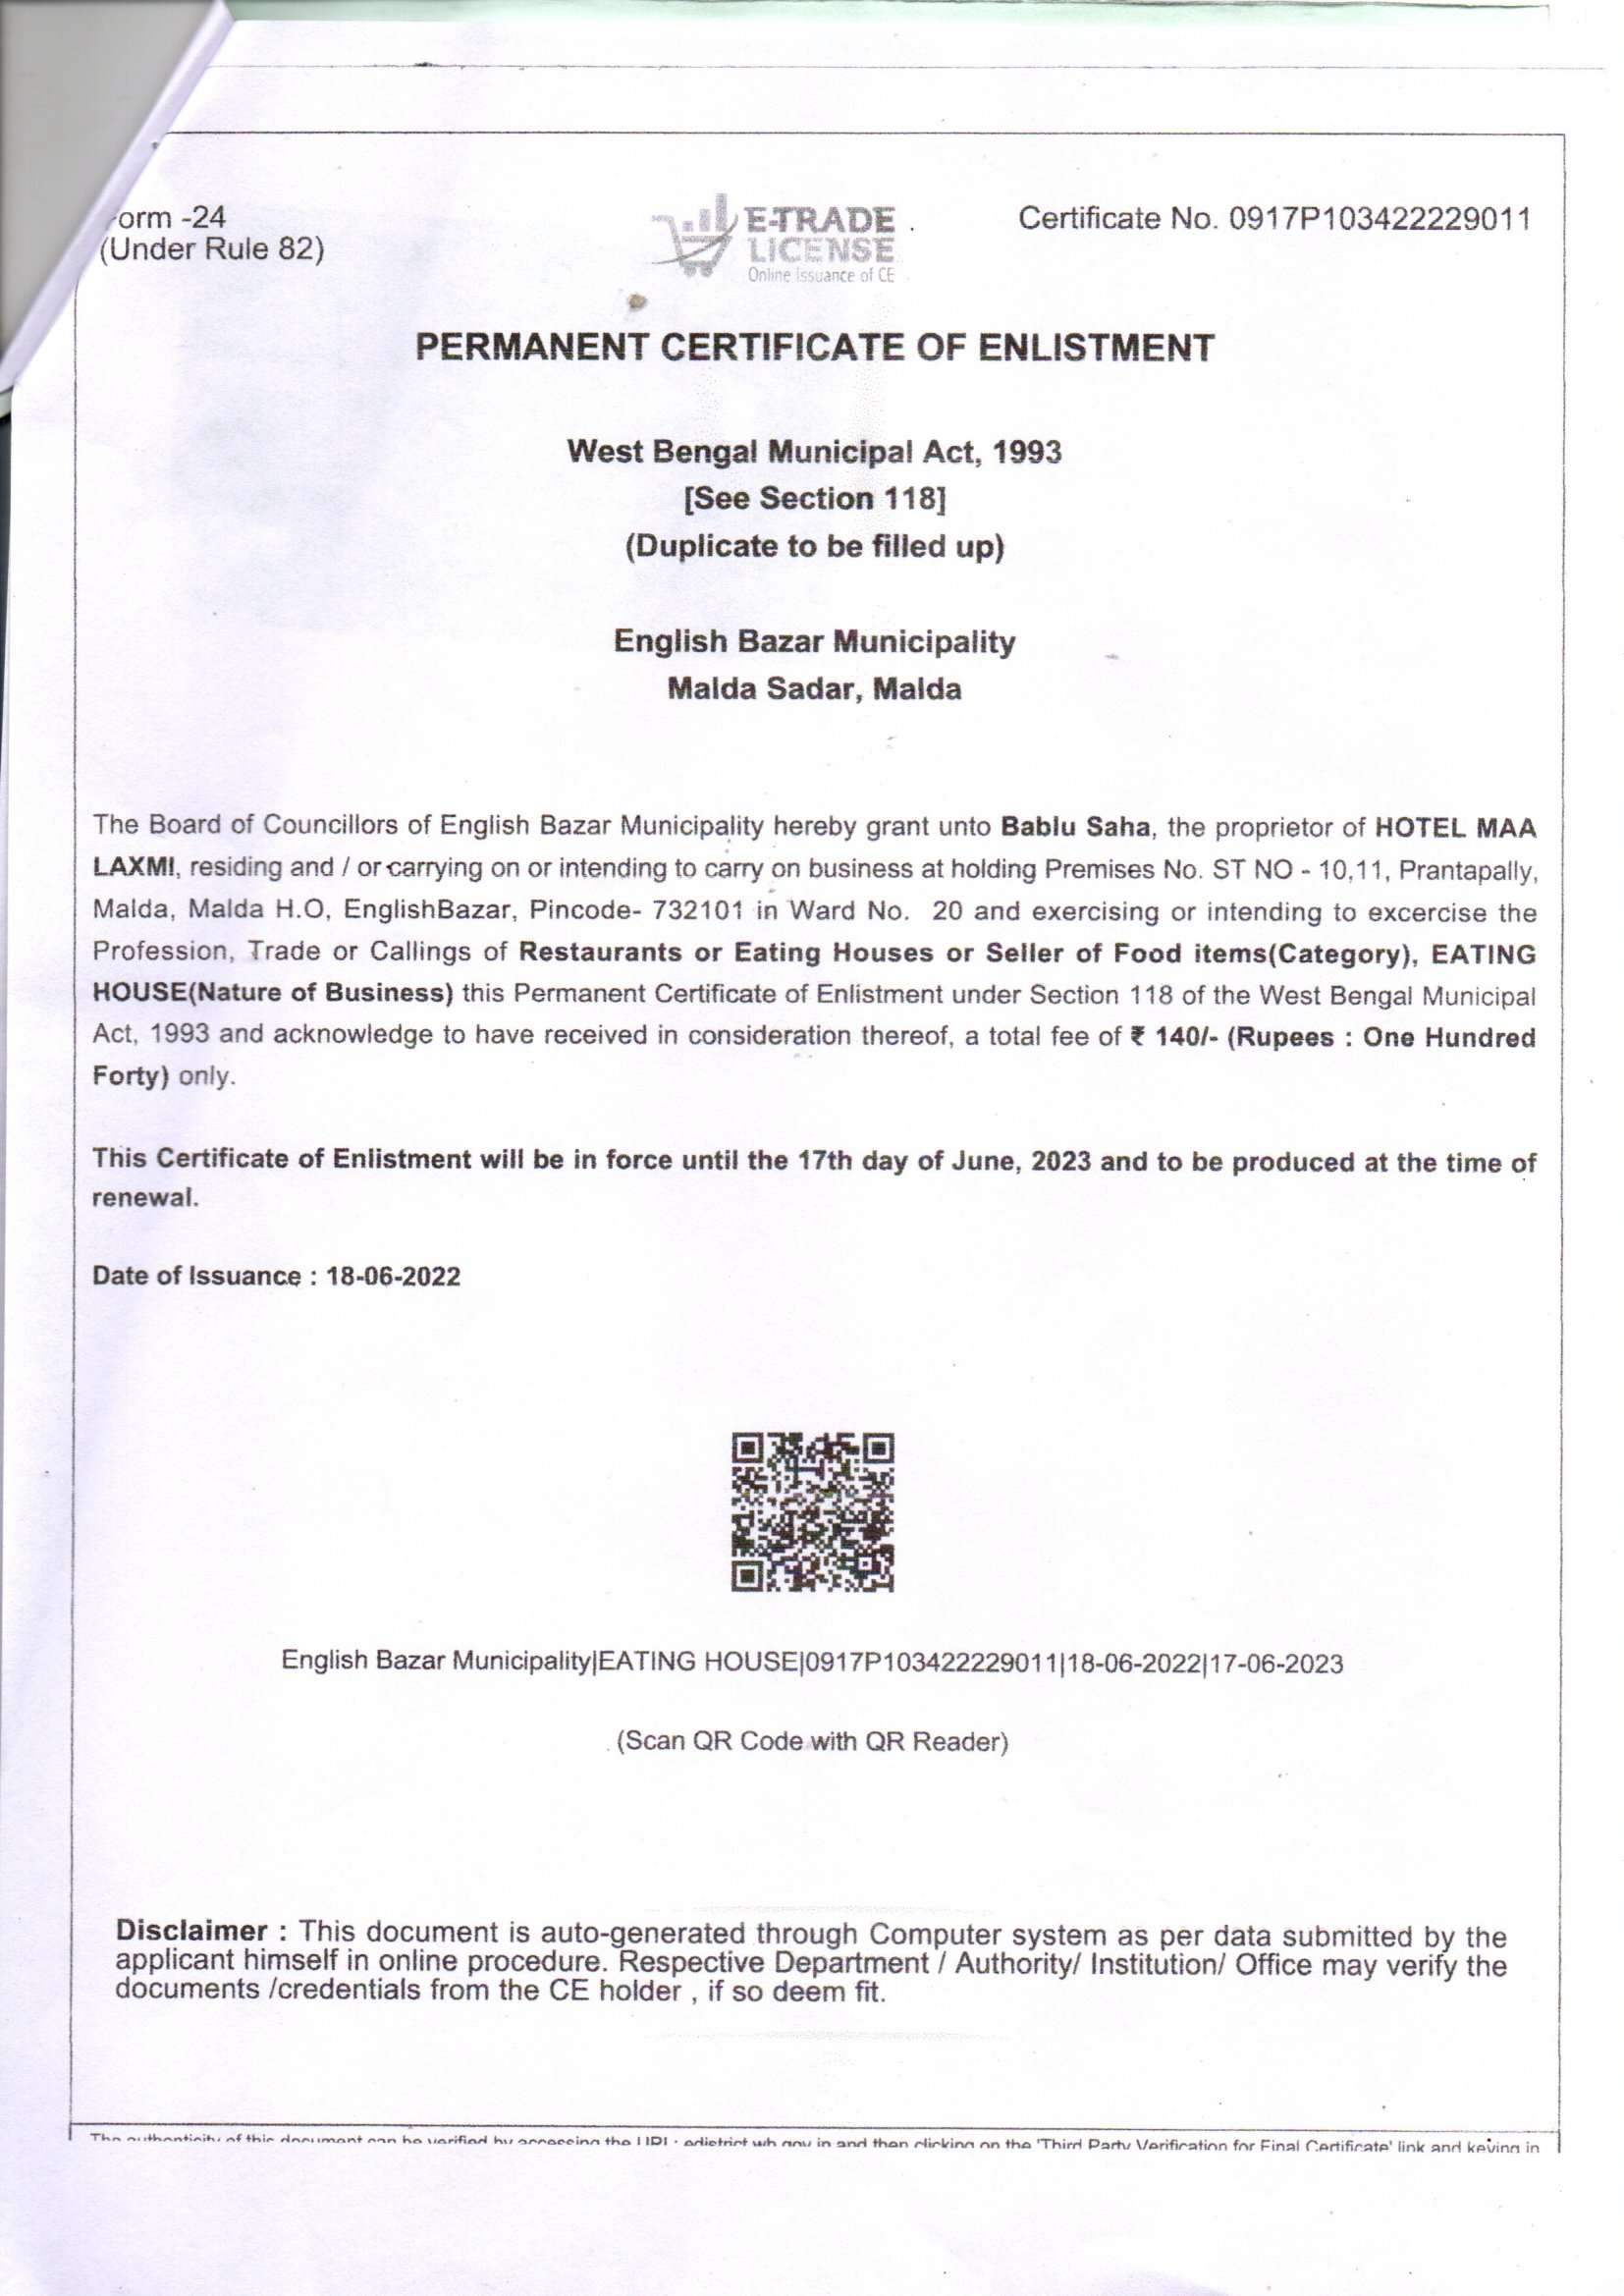 orm -24
(Under Rule 82)
E-TRADE
LICENSE
Online Issuance of CE
Certificate No. 0917P103422229011
PERMANENT CERTIFICATE OF ENLISTMENT
West Bengal Municipal Act, 1993
[See Section 118]
(Duplicate to be filled up)
English Bazar Municipality
Malda Sadar, Malda
The Board of Councillors of English Bazar Municipality hereby grant unto Bablu Saha, the proprietor of HOTEL MAA
LAXMI, residing and / or carrying on or intending to carry on business at holding Premises No. ST NO - 10,11, Prantapally,
Malda, Malda H.O, EnglishBazar, Pincode- 732101 in Ward No. 20 and exercising or intending to excercise the
Profession, Trade or Callings of Restaurants or Eating Houses or Seller of Food items(Category), EATING
HOUSE(Nature of Business) this Permanent Certificate of Enlistment under Section 118 of the West Bengal Municipal
Act, 1993 and acknowledge to have received in consideration thereof, a total fee of ₹ 140/- (Rupees : One Hundred
Forty) only.
This Certificate of Enlistment will be in force until the 17th day of June, 2023 and to be produced at the time of
renewal.
Date of Issuance : 18-06-2022
English Bazar Municipality|EATING HOUSE|0917P103422229011|18-06-2022|17-06-2023
(Scan QR Code with QR Reader)
Disclaimer : This document is auto-generated through Computer system as per data submitted by the
applicant himself in online procedure. Respective Department / Authority/ Institution/ Office may verify the
documents /credentials from the CE holder , if so deem fit.
The authenticity of this document can be verified by accessing the URL: edistrict.wb.gov.in and then clicking on the 'Third Party Verification for Final Certificate' link and keying in